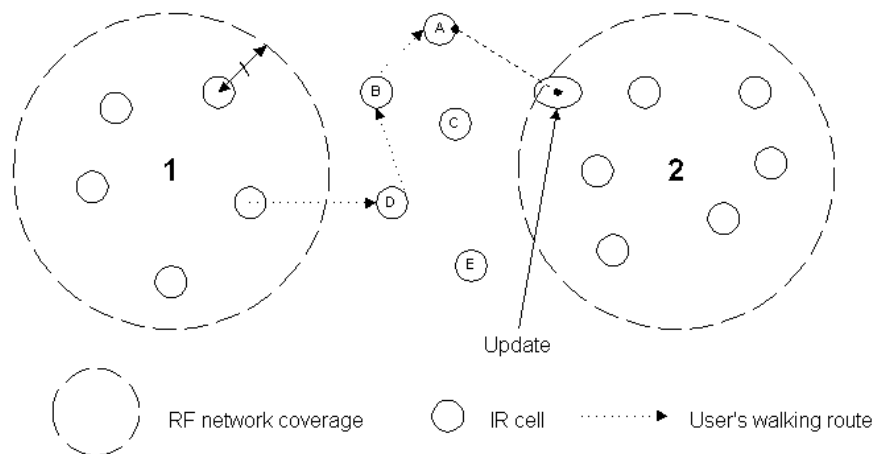 A
B
C
1
2
D
E
Update
RF network coverage
IR cell
User's walking route